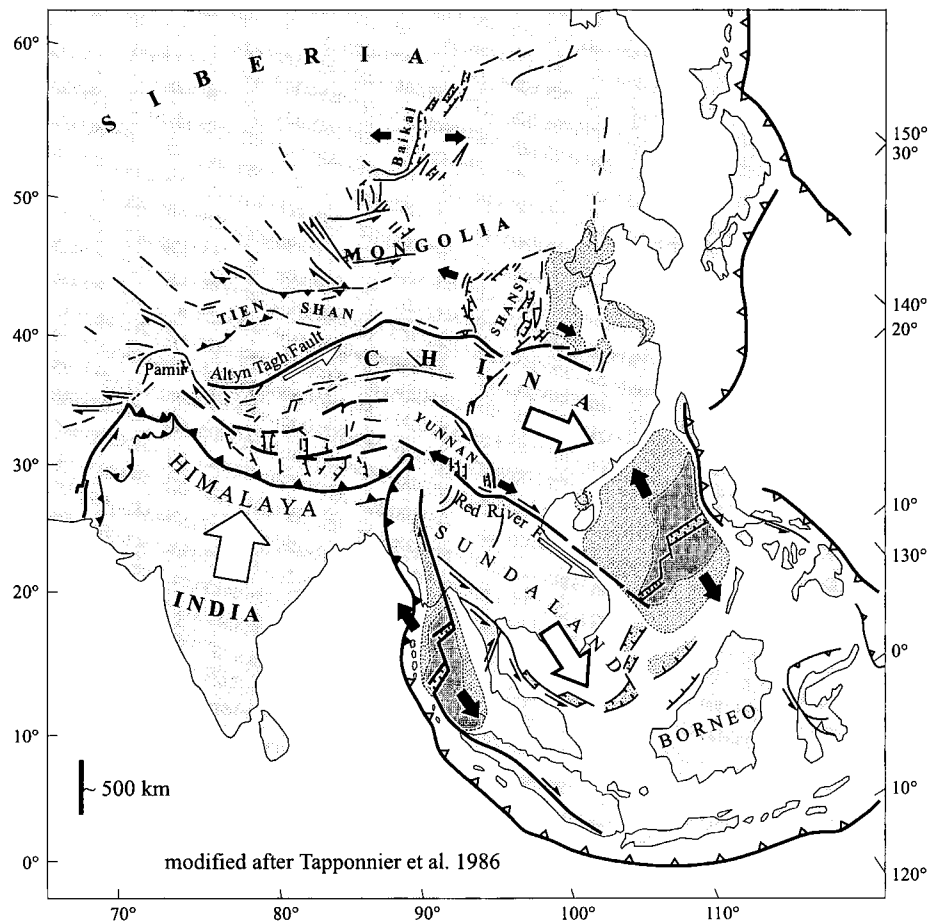 60°
SIBERIA
Baikal
150°
30°
50°
MONGOLIA
TIEN SHAN
SHANSI
140°
20°
40°
Altyn Tagh Fault
CHINA
Pamir
YUNNAN
30°
HIMALAYA
10°
Red River F.
130°
SUNDALAND
20°
INDIA
0°
BORNEO
10°
~ 500 km
10°
0°
modified after Tapponnier et al. 1986
120°
70°
80°
90°
100°
110°